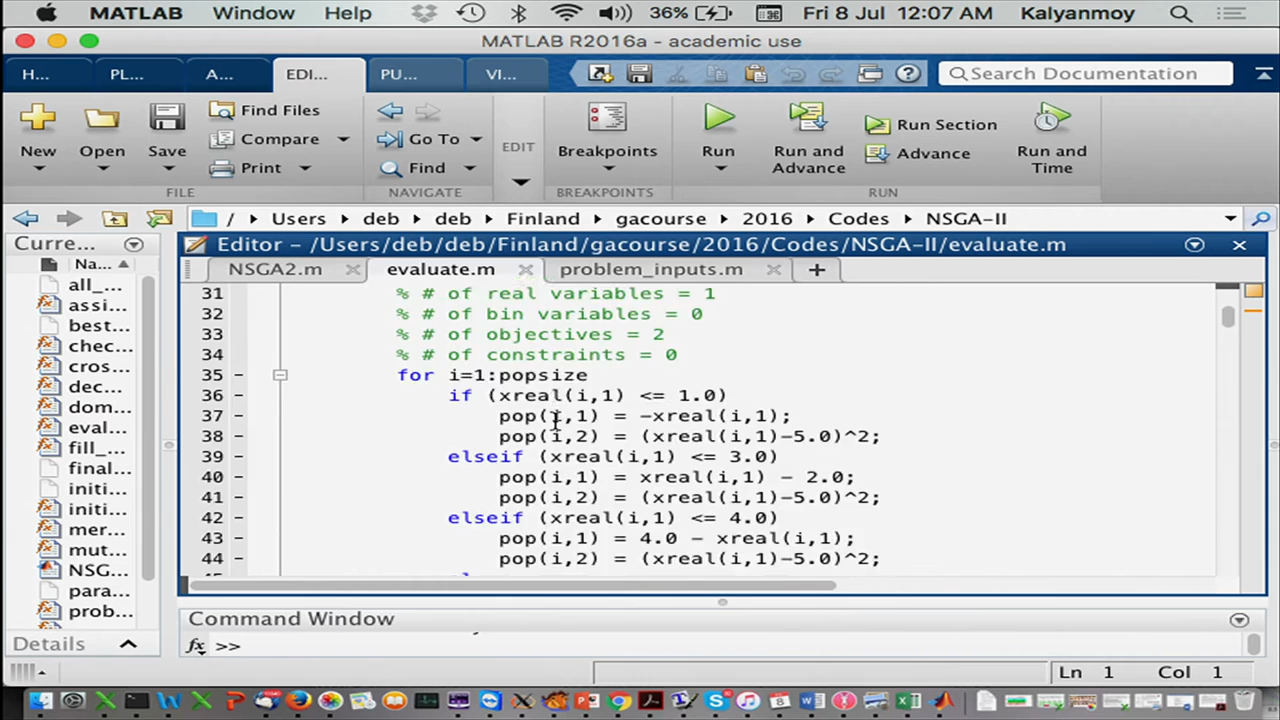 MATLAB Window Help 36% Fri 8 Jul 12:07 AM Kalyanmoy
MATLAB R2016a - academic use
H... PL... A... EDI... PU... VI... Search Documentation
New Open Save Find Files Compare Print Go To Find EDIT Breakpoints Run Run and Advance Run Section Advance Run and Time
FILE NAVIGATE BREAKPOINTS RUN
/ Users deb deb Finland gacourse 2016 Codes NSGA-II
Curre... Editor - /Users/deb/deb/Finland/gacourse/2016/Codes/NSGA-II/evaluate.m
Na... NSGA2.m evaluate.m problem_inputs.m +
all_...
assi...
best...
chec...
cros...
dec...
dom...
eval...
fill_...
final...
initi...
initi...
mer...
mut...
NSG...
para...
prob...
Details
31 % # of real variables = 1
32 % # of bin variables = 0
33 % # of objectives = 2
34 % # of constraints = 0
35 - for i=1:popsize
36 - if (xreal(i,1) <= 1.0)
37 - pop(i,1) = -xreal(i,1);
38 - pop(i,2) = (xreal(i,1)-5.0)^2;
39 - elseif (xreal(i,1) <= 3.0)
40 - pop(i,1) = xreal(i,1) - 2.0;
41 - pop(i,2) = (xreal(i,1)-5.0)^2;
42 - elseif (xreal(i,1) <= 4.0)
43 - pop(i,1) = 4.0 - xreal(i,1);
44 - pop(i,2) = (xreal(i,1)-5.0)^2;
Command Window
fx >>
Ln 1 Col 1